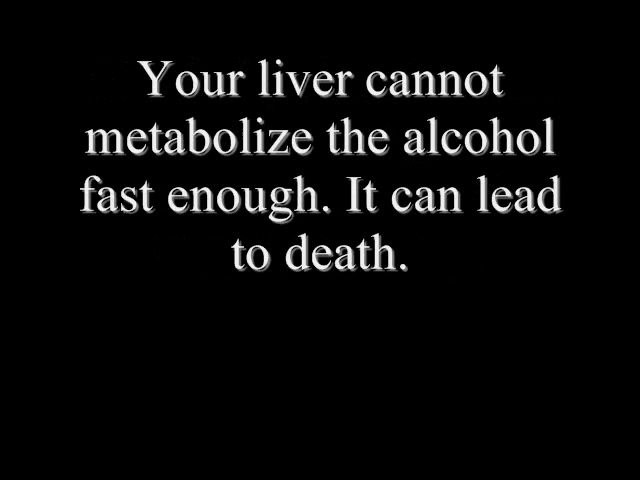 Your liver cannot
metabolize the alcohol
fast enough. It can lead
to death.